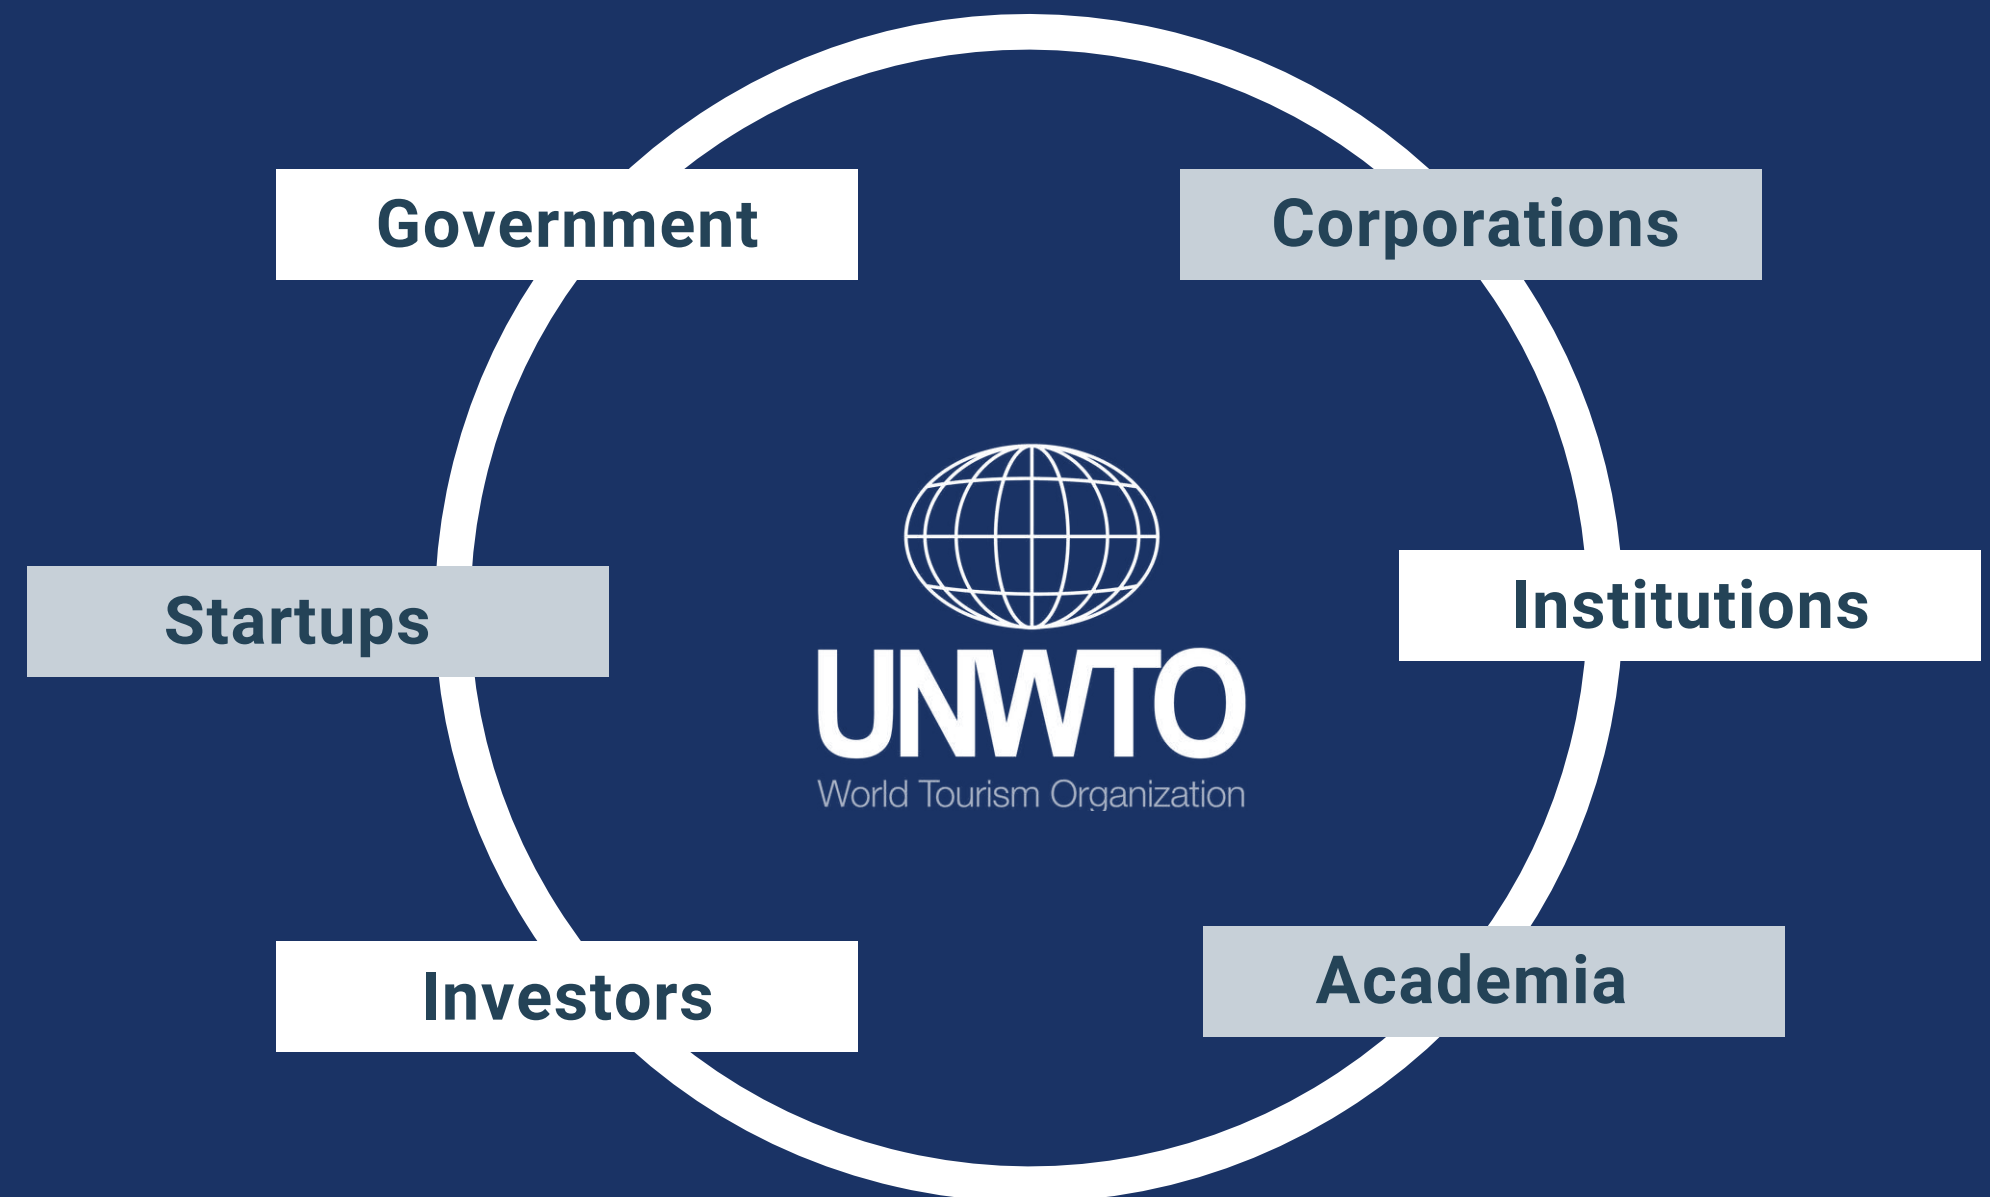 Government
Corporations
Startups
Institutions
UNWTO
World Tourism Organization
Investors
Academia